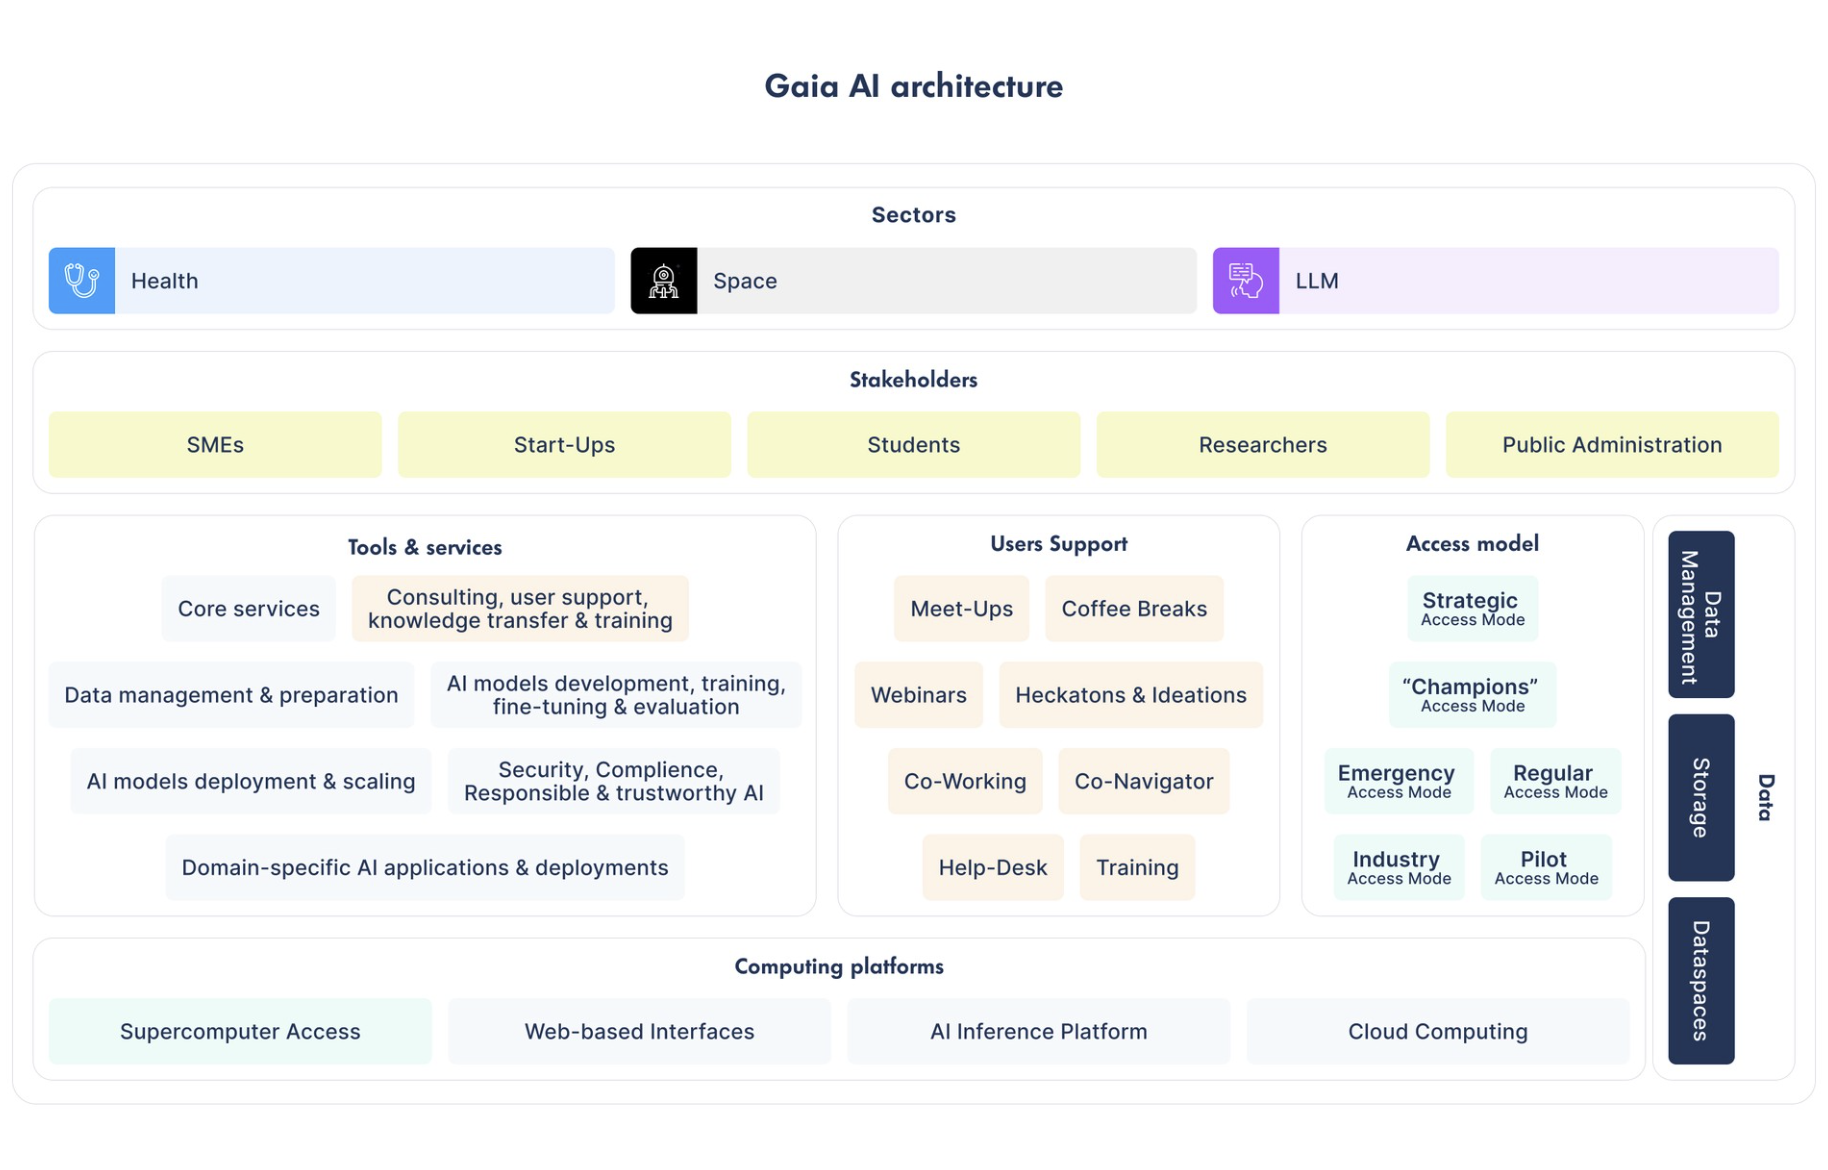 Gaia AI architecture
Sectors
Health
Space
LLM
Stakeholders
SMEs
Start-Ups
Students
Researchers
Public Administration
Tools & services
Core services
Consulting, user support,
knowledge transfer & training
Data management & preparation
AI models development, training,
fine-tuning & evaluation
AI models deployment & scaling
Security, Complience,
Responsible & trustworthy AI
Domain-specific AI applications & deployments
Users Support
Meet-Ups
Coffee Breaks
Webinars
Heckatons & Ideations
Co-Working
Co-Navigator
Help-Desk
Training
Access model
Strategic
Access Mode
“Champions”
Access Mode
Emergency
Access Mode
Regular
Access Mode
Industry
Access Mode
Pilot
Access Mode
Data
Management
Storage
Dataspaces
Data
Computing platforms
Supercomputer Access
Web-based Interfaces
AI Inference Platform
Cloud Computing